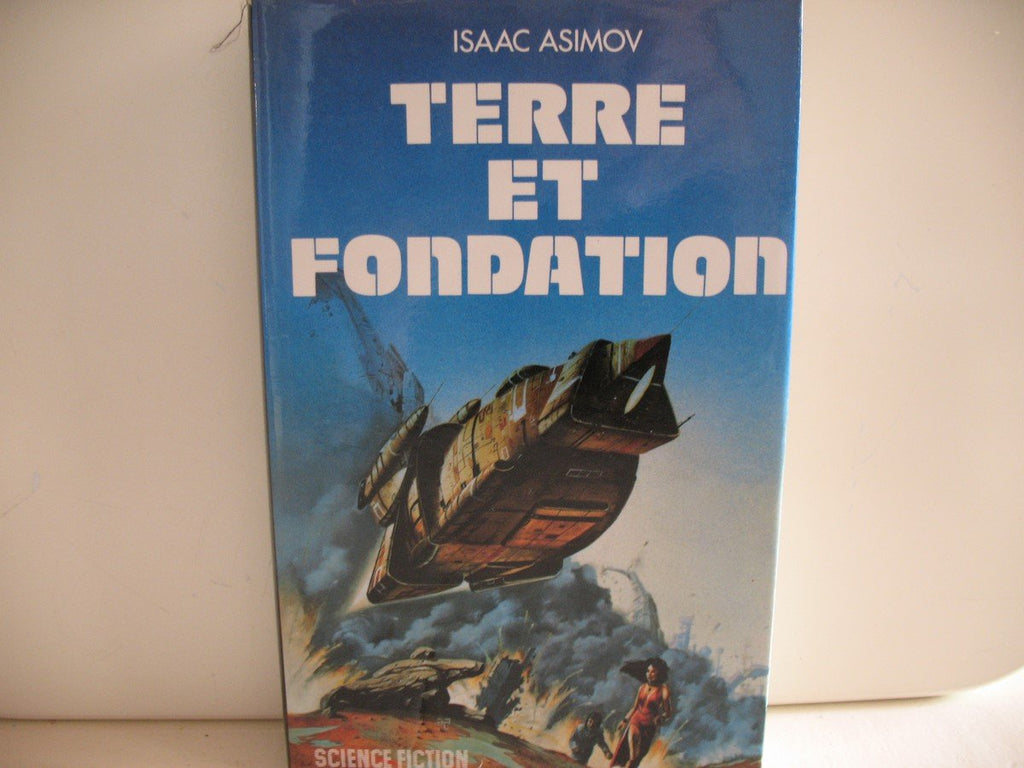 ISAAC ASIMOV
TERRE
ET
FONDATION
SCIENCE FICTION